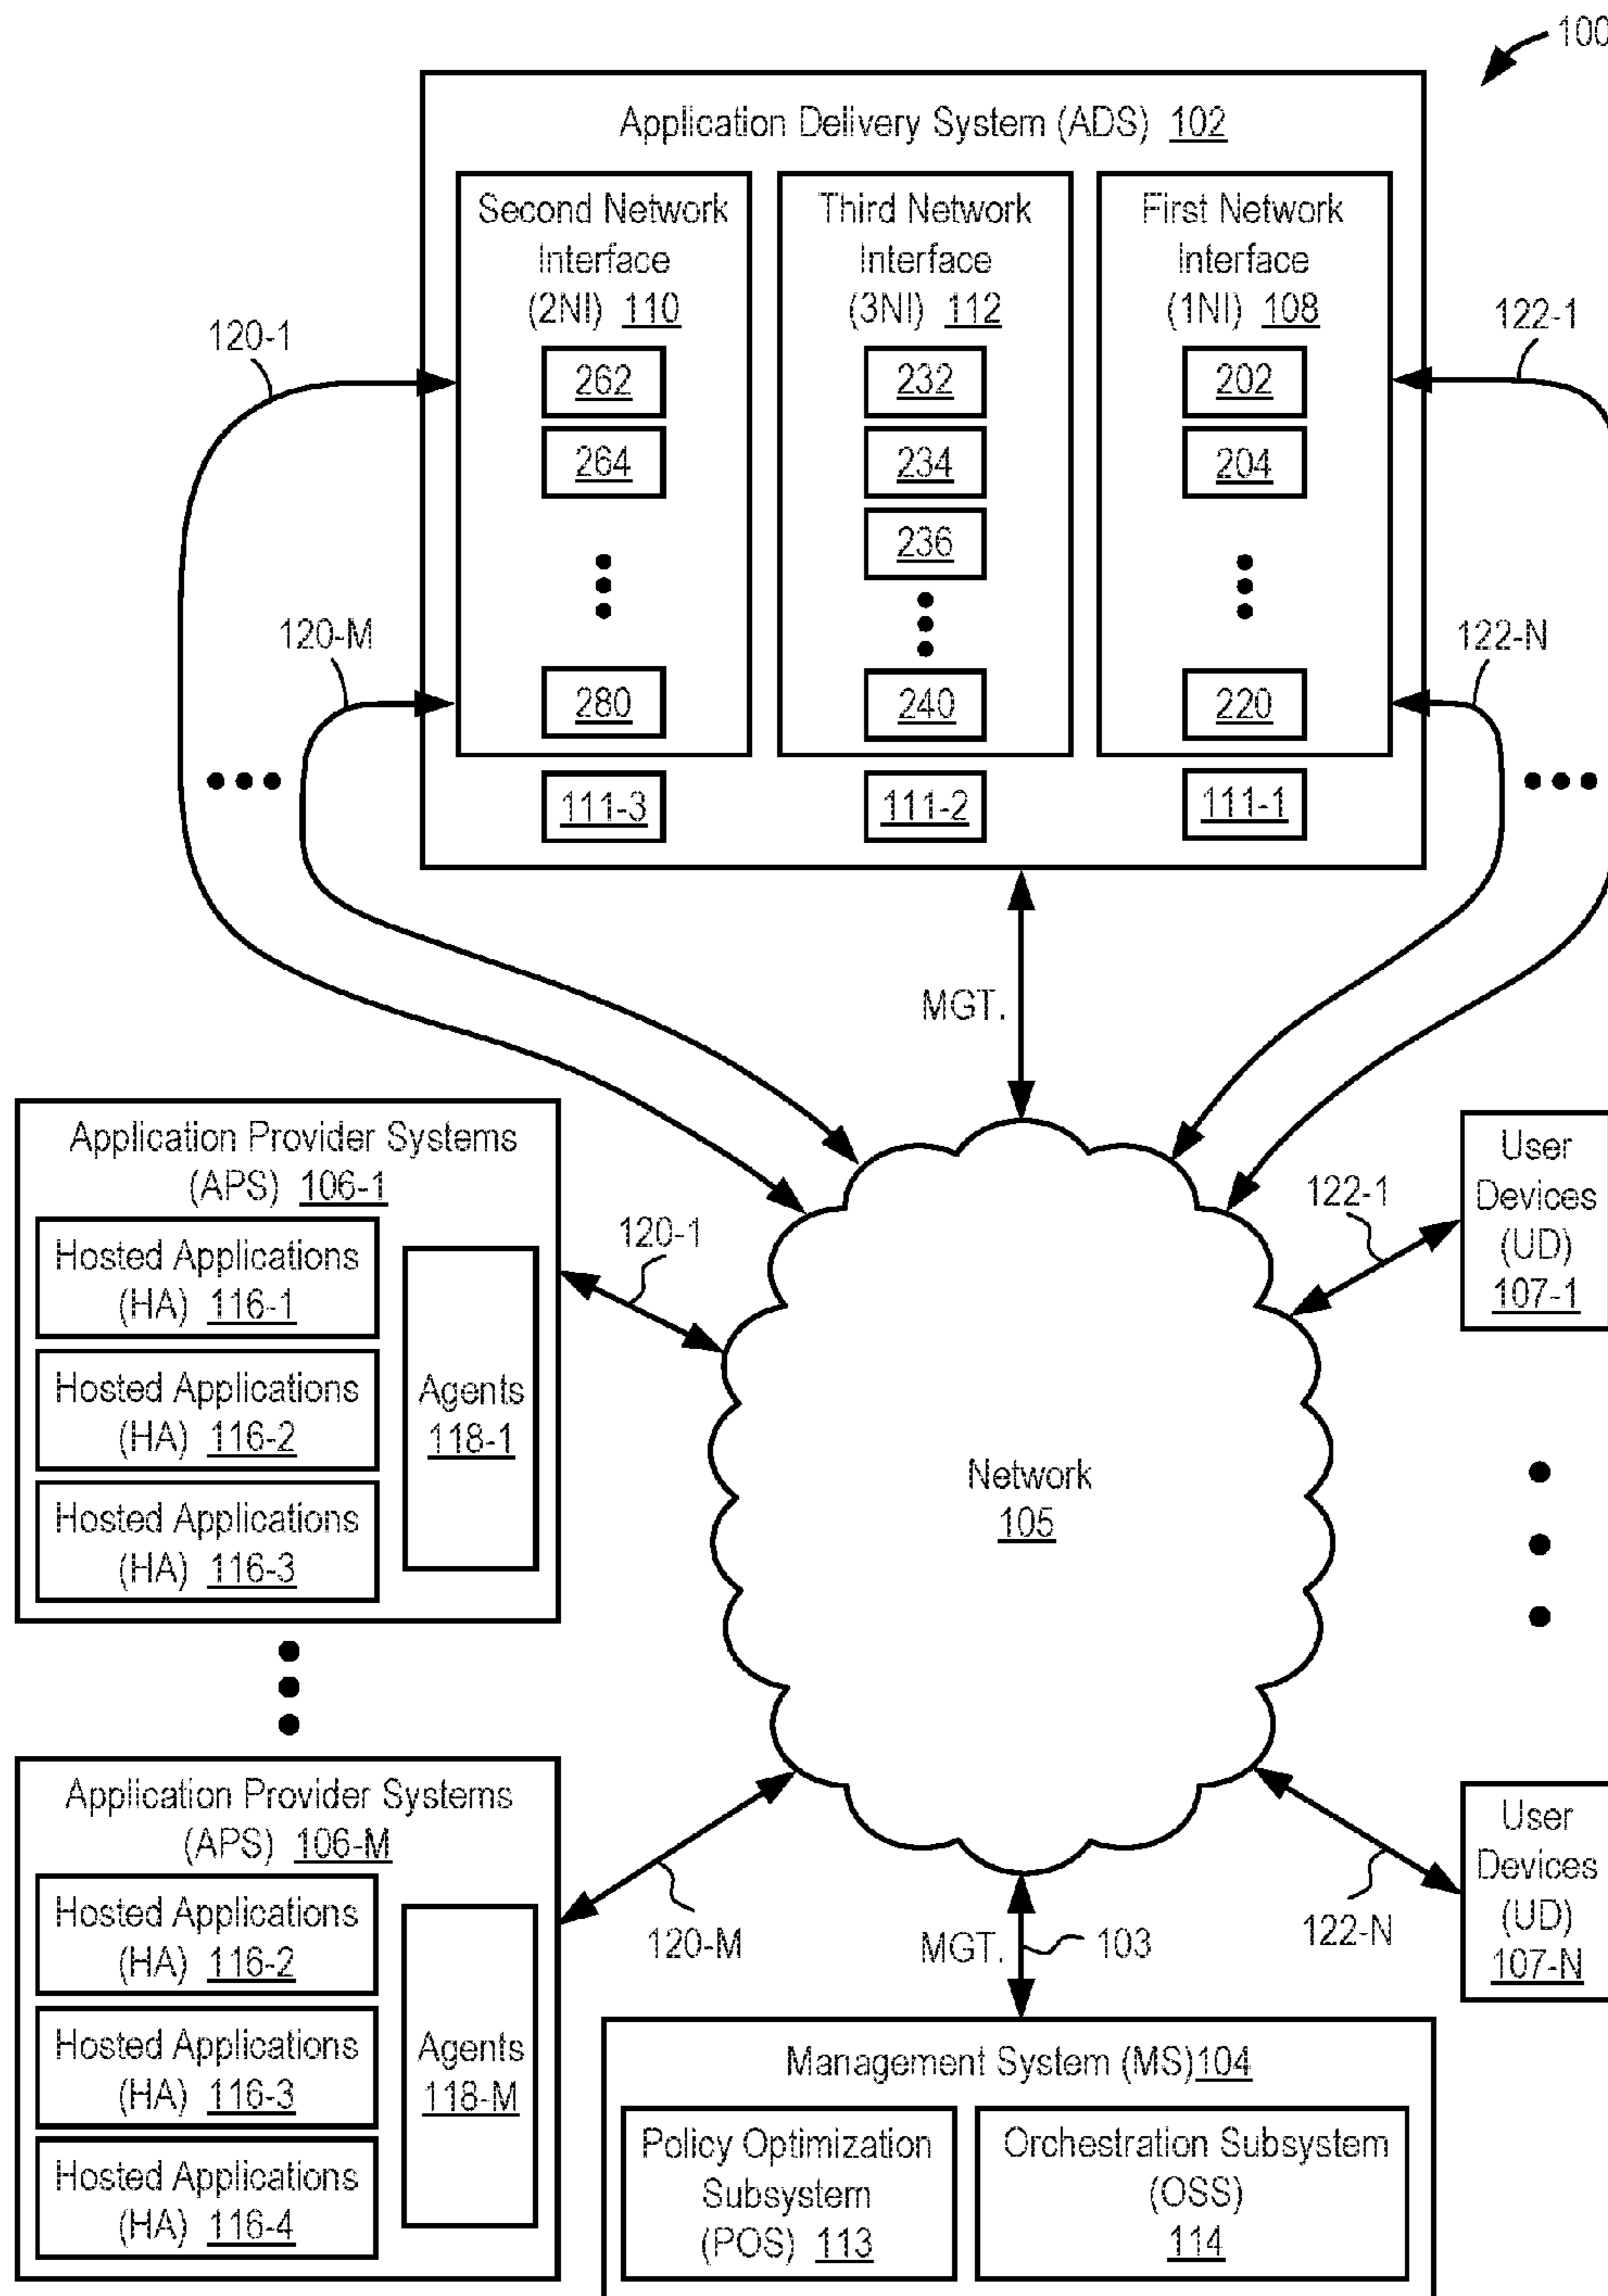 100
Application Delivery System (ADS) 102
Second Network
Interface
(2NI) 110
262
264
280
Third Network
Interface
(3NI) 112
232
234
236
240
First Network
Interface
(1NI) 108
202
204
220
111-3
111-2
111-1
120-1
120-M
122-1
122-N
MGT.
Application Provider Systems
(APS) 106-1
Hosted Applications
(HA) 116-1
Hosted Applications
(HA) 116-2
Hosted Applications
(HA) 116-3
Agents
118-1
120-1
Network
105
122-1
User
Devices
(UD)
107-1
Application Provider Systems
(APS) 106-M
Hosted Applications
(HA) 116-2
Hosted Applications
(HA) 116-3
Hosted Applications
(HA) 116-4
Agents
118-M
120-M
MGT.
103
122-N
User
Devices
(UD)
107-N
Management System (MS)104
Policy Optimization
Subsystem
(POS) 113
Orchestration Subsystem
(OSS)
114